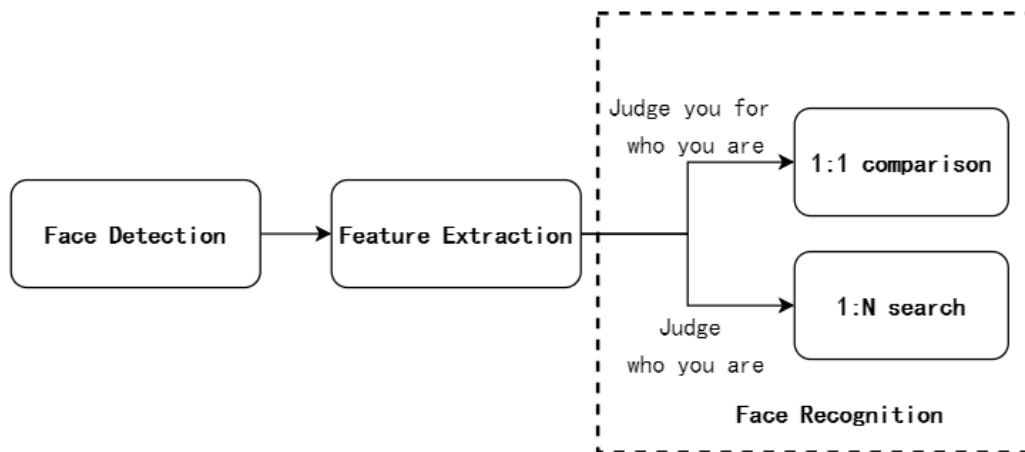 Face Detection
Feature Extraction
Judge you for
who you are
1:1 comparison
1:N search
Judge
who you are
Face Recognition